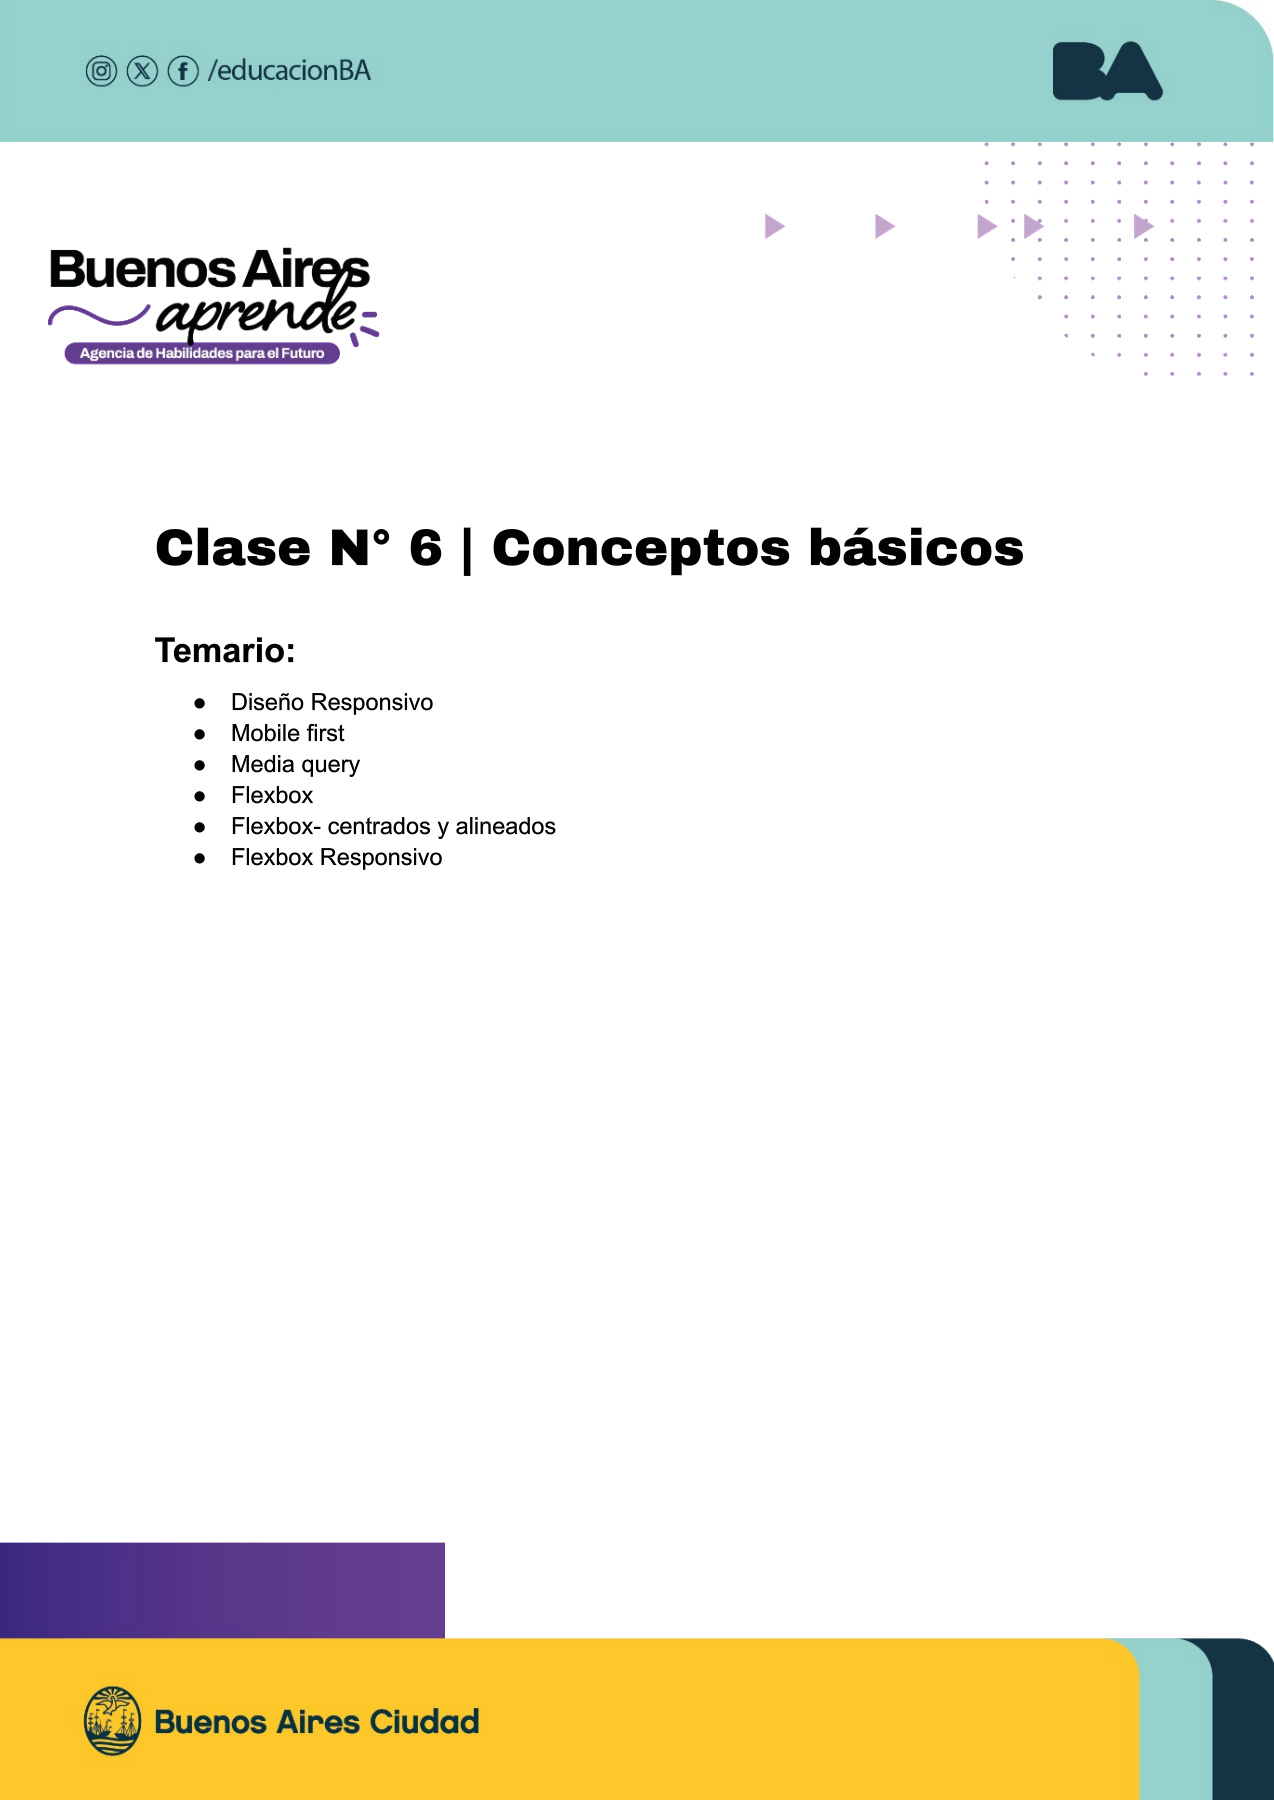 /educacionBA
BA
Buenos Aires
aprende
Agencia de Habilidades para el Futuro
Clase N° 6 | Conceptos básicos
Temario:
● Diseño Responsivo
● Mobile first
● Media query
● Flexbox
● Flexbox- centrados y alineados
● Flexbox Responsivo
Buenos Aires Ciudad